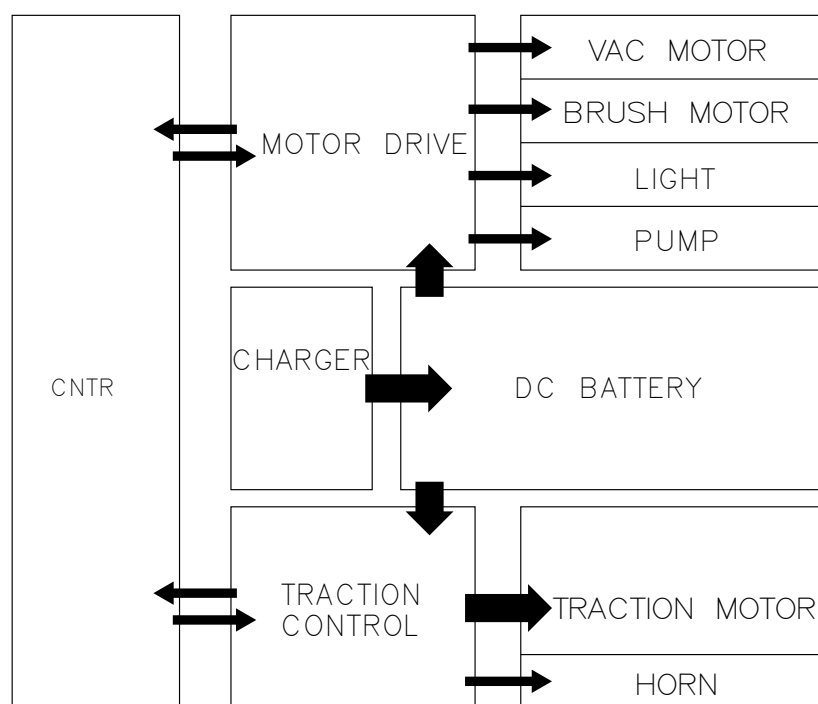 VAC MOTOR
BRUSH MOTOR
MOTOR DRIVE
LIGHT
PUMP
CHARGER
CNTR
DC BATTERY
TRACTION
CONTROL
TRACTION MOTOR
HORN